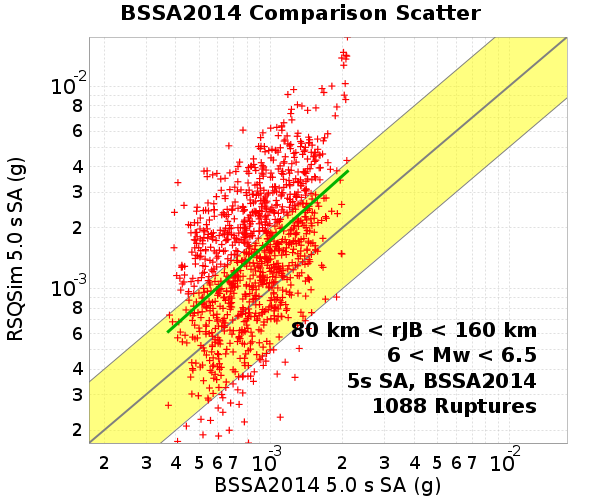 BSSA2014 Comparison Scatter
RSQSim 5.0 s SA (g)
10^-2
8
6
4
3
2
10^-3
8
6
4
3
2
80 km < rJB < 160 km
6 < Mw < 6.5
5s SA, BSSA2014
1088 Ruptures
2 3 4 5 6 7 10^-3 2 3 4 5 6 7 10^-2
BSSA2014 5.0 s SA (g)